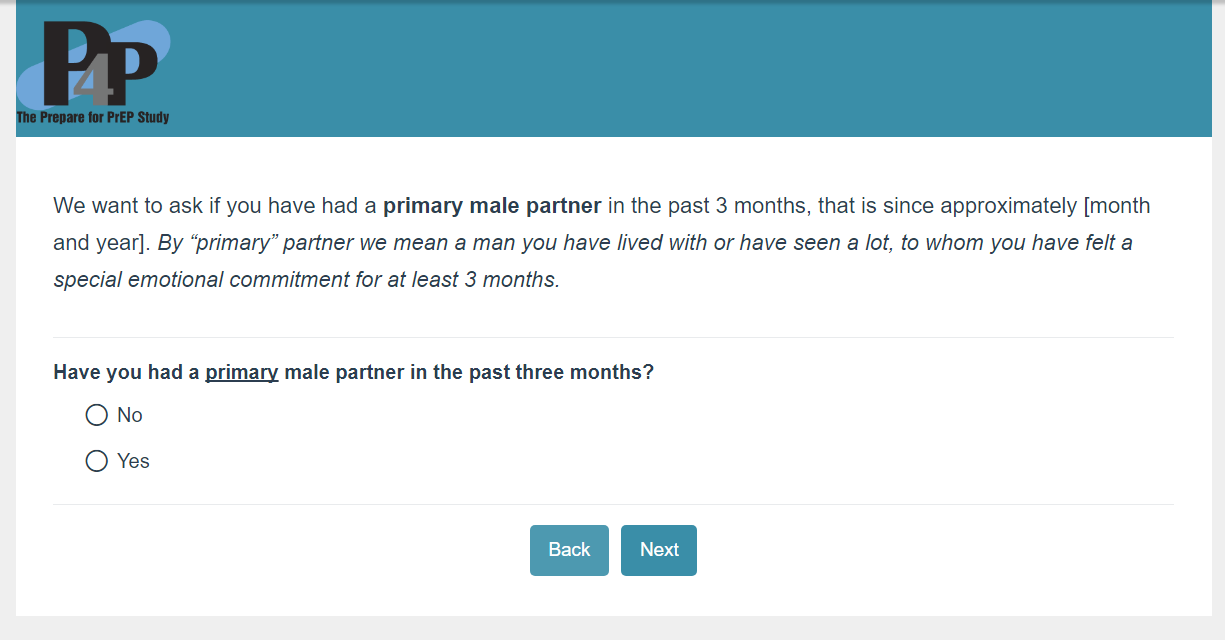 P4P
The Prepare for PrEP Study
We want to ask if you have had a primary male partner in the past 3 months, that is since approximately [month
and year]. By “primary” partner we mean a man you have lived with or have seen a lot, to whom you have felt a
special emotional commitment for at least 3 months.
Have you had a primary male partner in the past three months?
No
Yes
Back Next